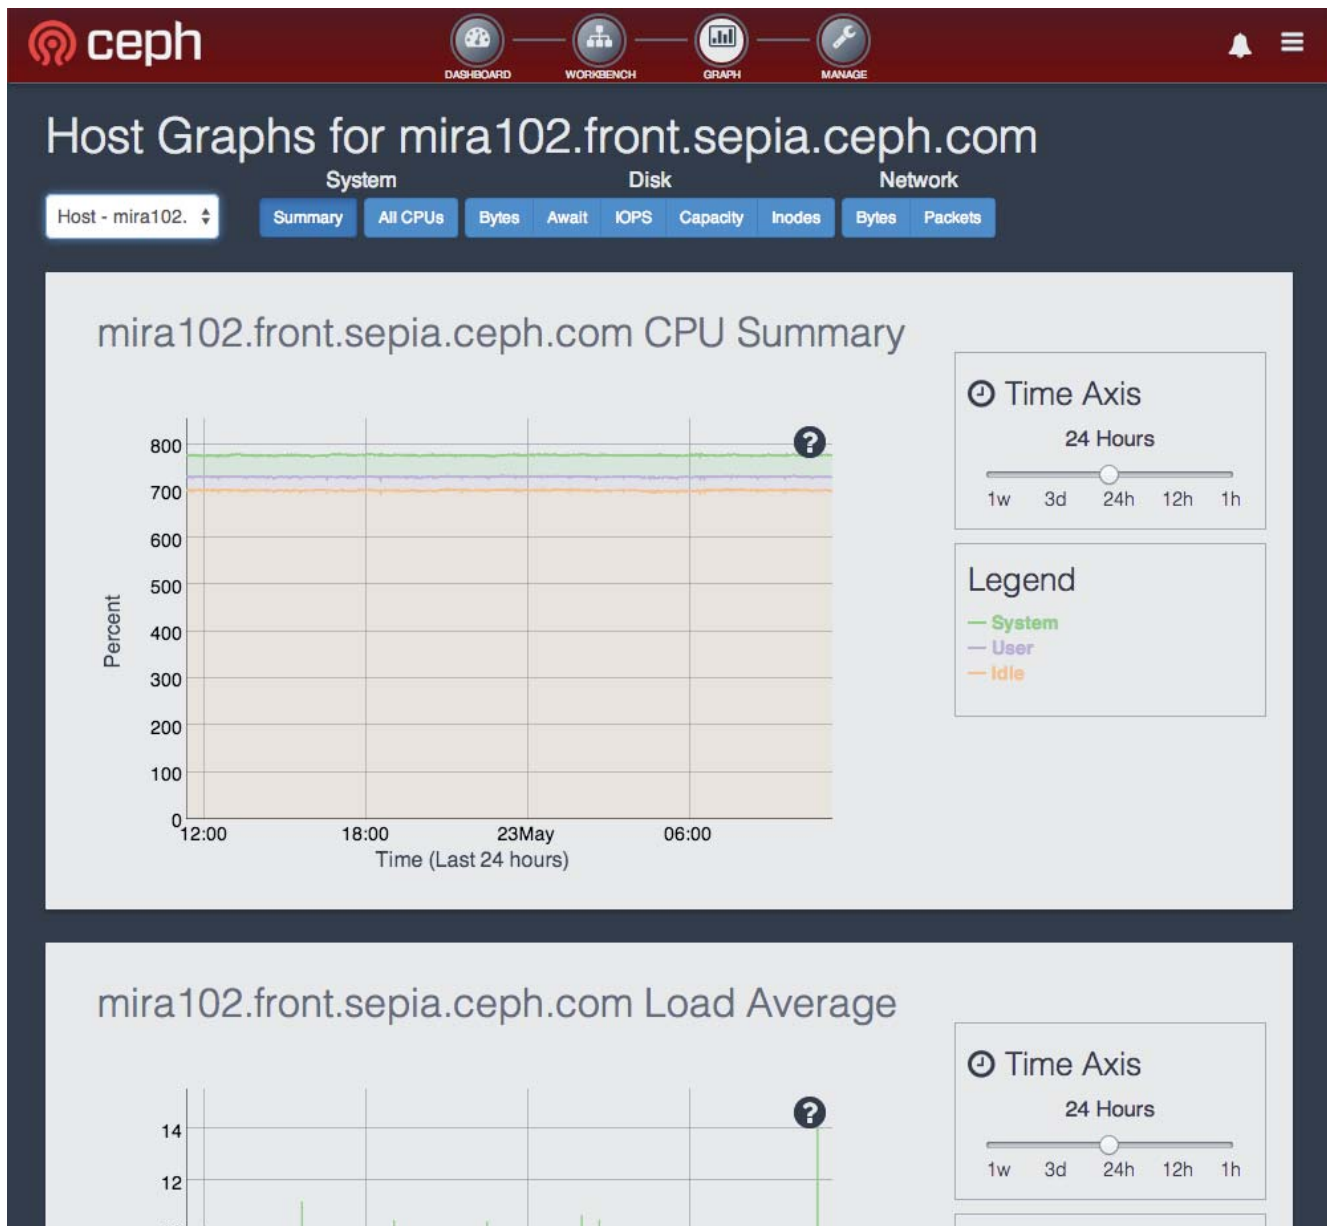 ceph
DASHBOARD WORKBENCH GRAPH MANAGE
Host Graphs for mira102.front.sepia.ceph.com
System Disk Network
Host - mira102. Summary All CPUs Bytes Await IOPS Capacity Inodes Bytes Packets
mira102.front.sepia.ceph.com CPU Summary
Time Axis
24 Hours
1w 3d 24h 12h 1h
Legend
System
User
Idle
800
700
600
500
400
300
200
100
0
Percent
12:00 18:00 23May 06:00
Time (Last 24 hours)
mira102.front.sepia.ceph.com Load Average
Time Axis
24 Hours
1w 3d 24h 12h 1h
14
12